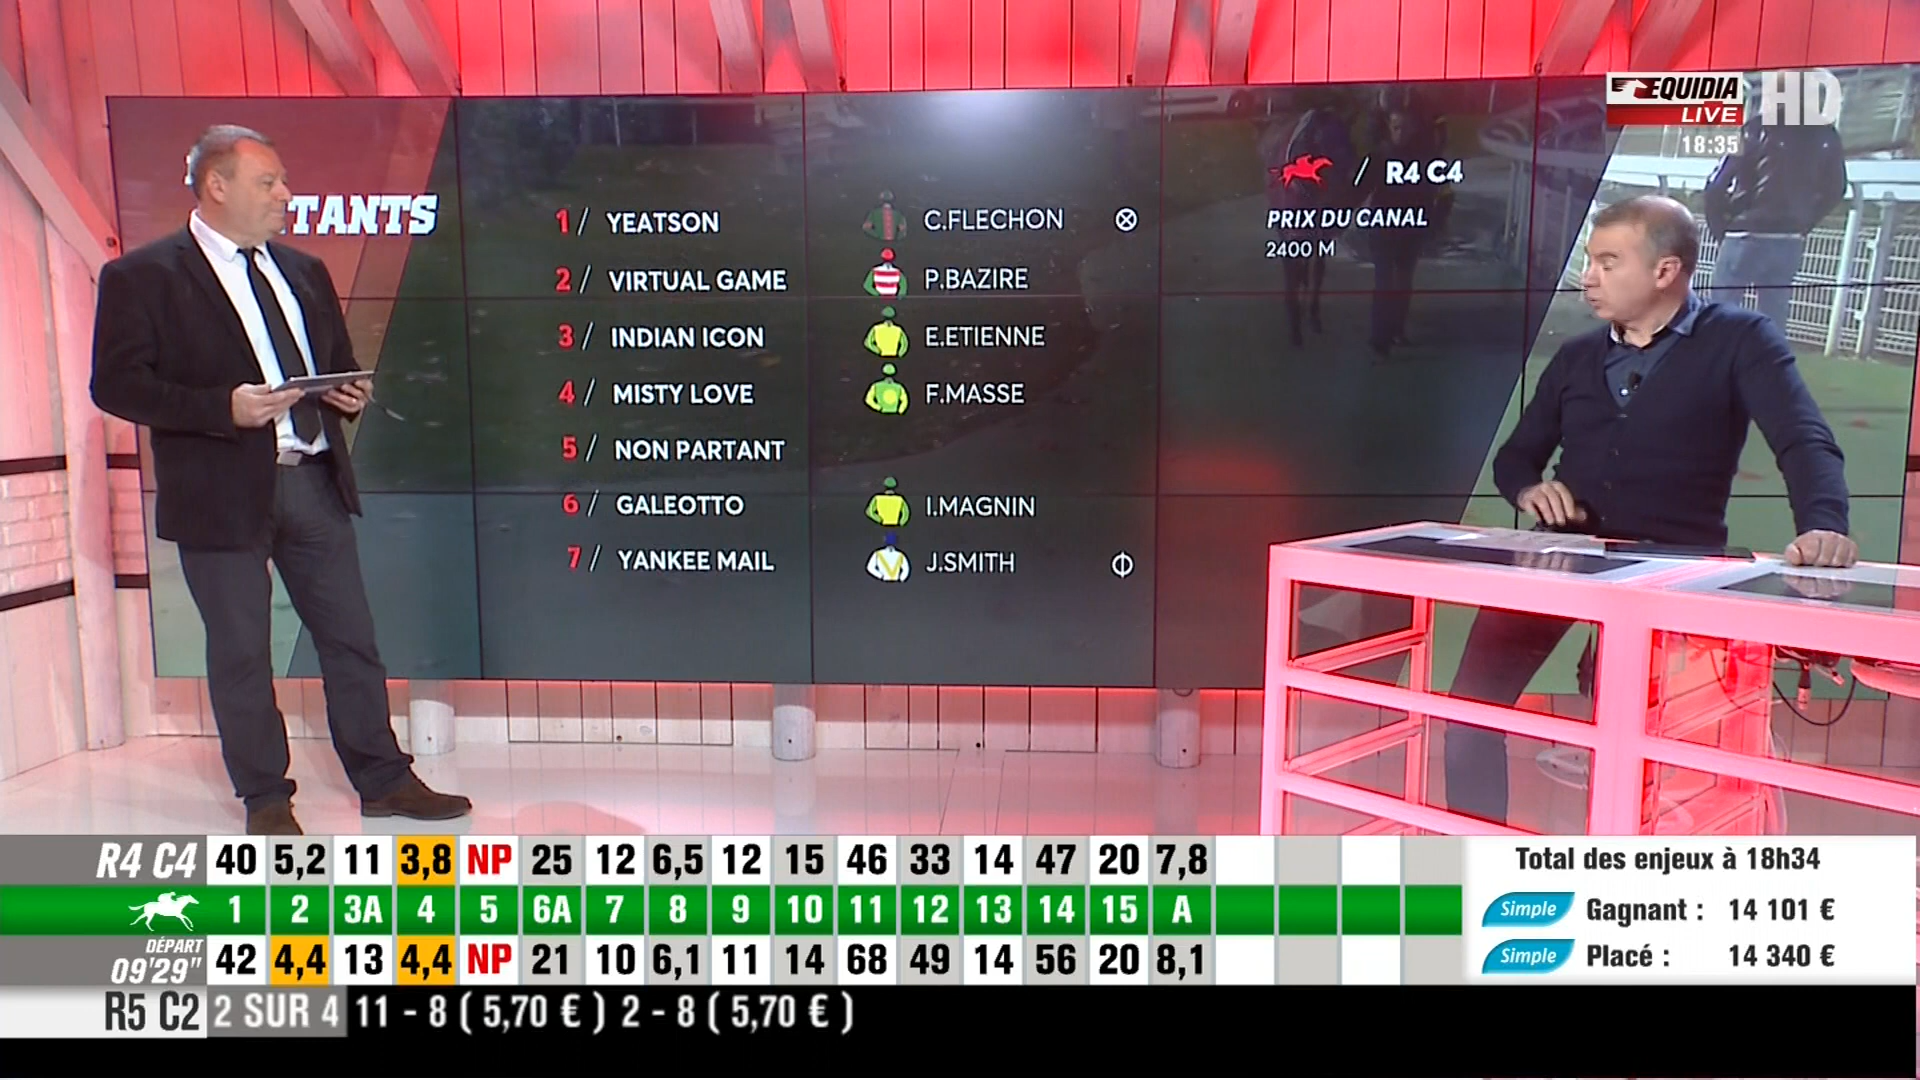 EQUIDIA
LIVE
HD
18:35
TANTS
1 / YEATSON C.FLECHON
2 / VIRTUAL GAME P.BAZIRE
3 / INDIAN ICON E.ETIENNE
4 / MISTY LOVE F.MASSE
5 / NON PARTANT
6 / GALEOTTO I.MAGNIN
7 / YANKEE MAIL J.SMITH
/ R4 C4
PRIX DU CANAL
2400 M
R4 C4 40 5,2 11 3,8 NP 25 12 6,5 12 15 46 33 14 47 20 7,8
1 2 3A 4 5 6A 7 8 9 10 11 12 13 14 15 A
DÉPART
09'29" 42 4,4 13 4,4 NP 21 10 6,1 11 14 68 49 14 56 20 8,1
Total des enjeux à 18h34
Simple Gagnant : 14 101 €
Simple Placé : 14 340 €
R5 C2 2 SUR 4 11 - 8 ( 5,70 € ) 2 - 8 ( 5,70 € )